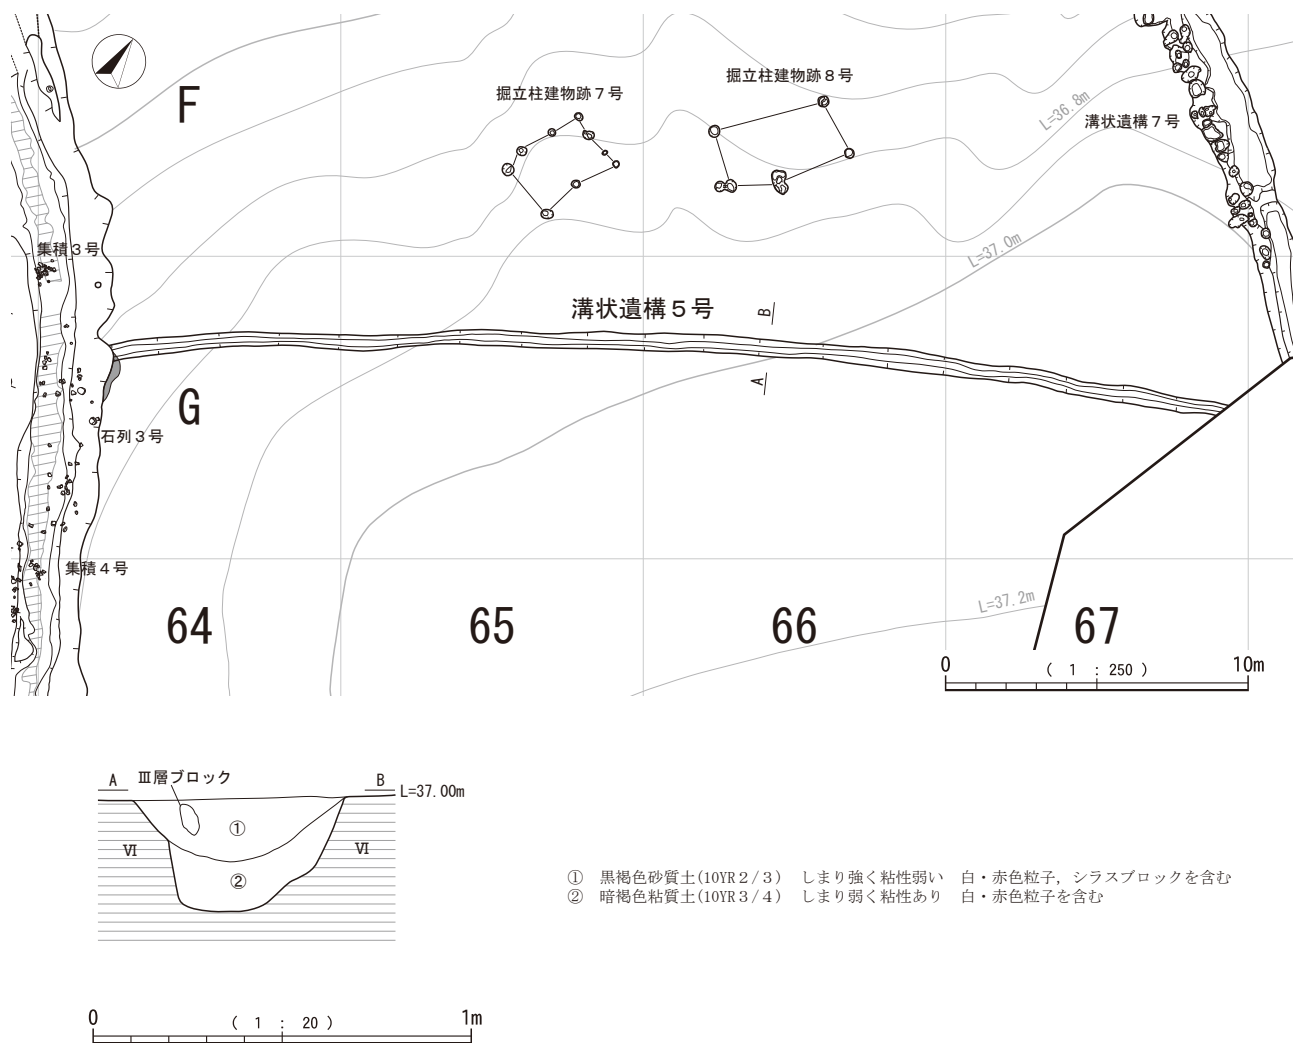 F
掘立柱建物跡７号
掘立柱建物跡８号
L=36.8m
溝状遺構７号
集積３号
L=37.0m
溝状遺構５号
B
A
G
石列３号
集積４号
L=37.2m
64
65
66
67
0
( 1 : 250 )
10m
A
Ⅲ層ブロック
B
L=37.00m
①
Ⅵ
Ⅵ
②
① 黒褐色砂質土(10YR２/３) しまり強く粘性弱い 白・赤色粒子，シラスブロックを含む
② 暗褐色粘質土(10YR３/４) しまり弱く粘性あり 白・赤色粒子を含む
0
( 1 : 20 )
1m